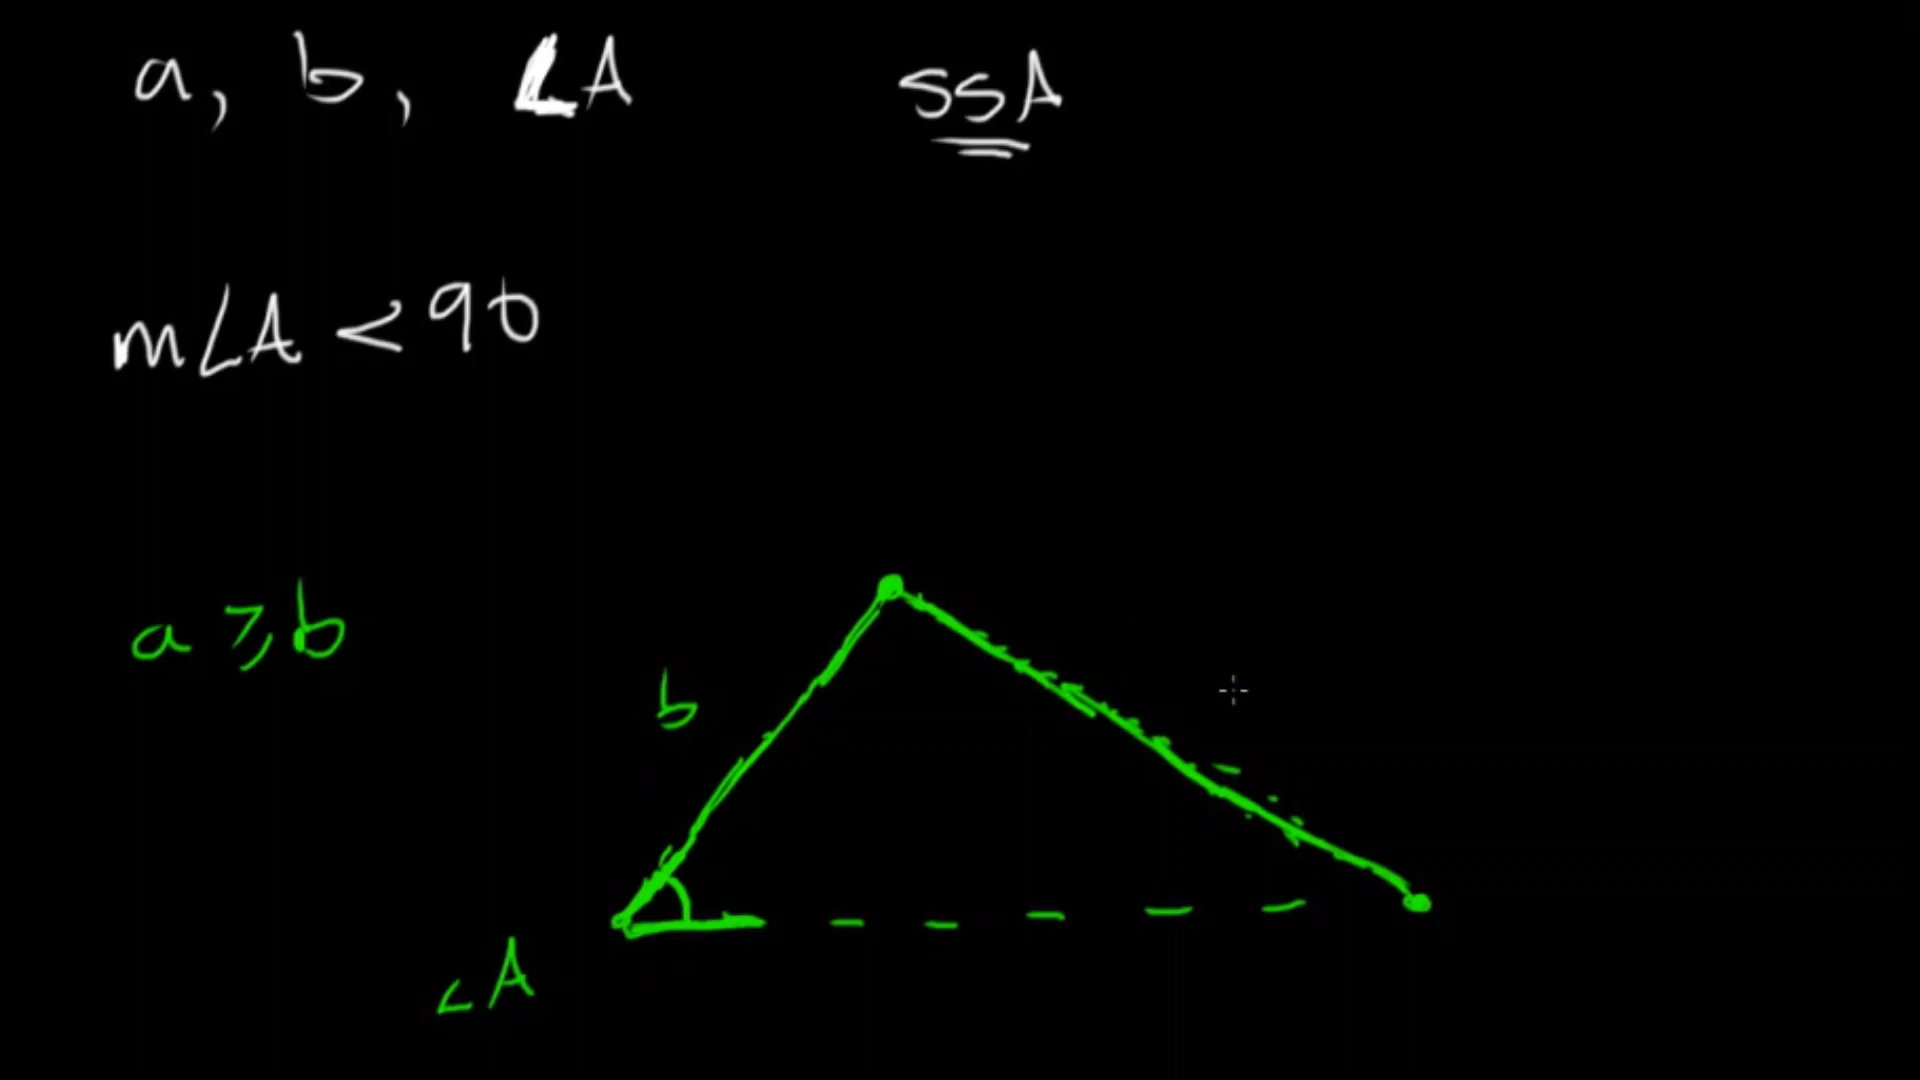 a, b, ∠A
SSA
m∠A < 90
a ≥ b
b
∠A